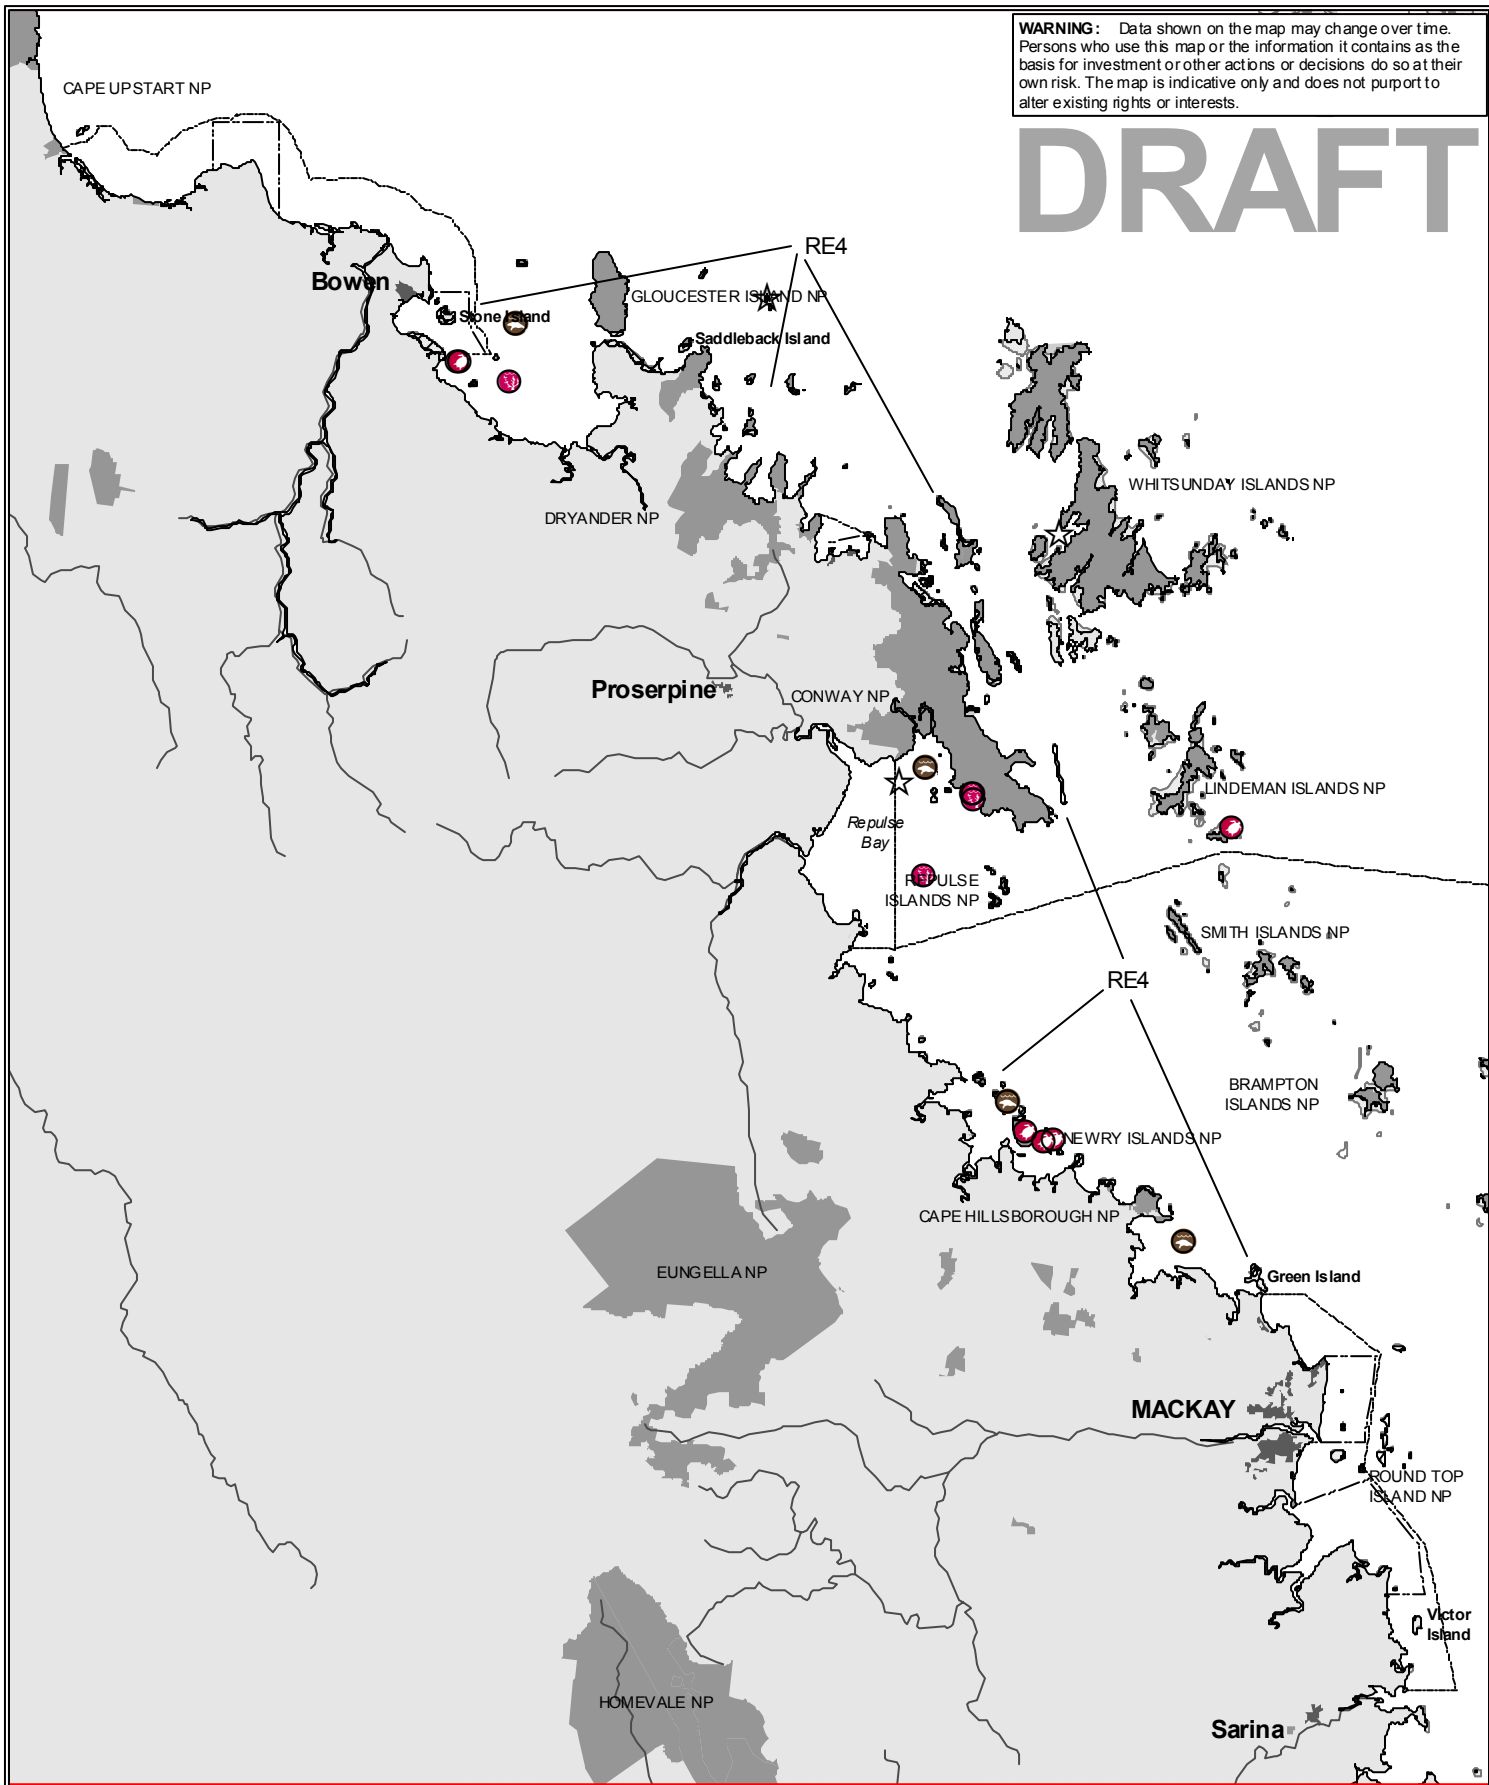 WARNING: Data shown on the map may change over time.
Persons who use this map or the information it contains as the
basis for investment or other actions or decisions do so at their
own risk. The map is indicative only and does not purport to
alter existing rights or interests.
DRAFT
CAPE UPSTART NP
RE4
Bowen
GLOUCESTER ISLAND NP
Stone Island
Saddleback Island
WHITSUNDAY ISLANDS NP
DRYANDER NP
Proserpine
CONWAY NP
LINDEMAN ISLANDS NP
Repulse
Bay
REPULSE
ISLANDS NP
SMITH ISLANDS NP
RE4
BRAMPTON
ISLANDS NP
NEWRY ISLANDS NP
CAPE HILLSBOROUGH NP
EUNGELLA NP
Green Island
MACKAY
ROUND TOP
ISLAND NP
Victor
Island
HOMEVALE NP
Sarina